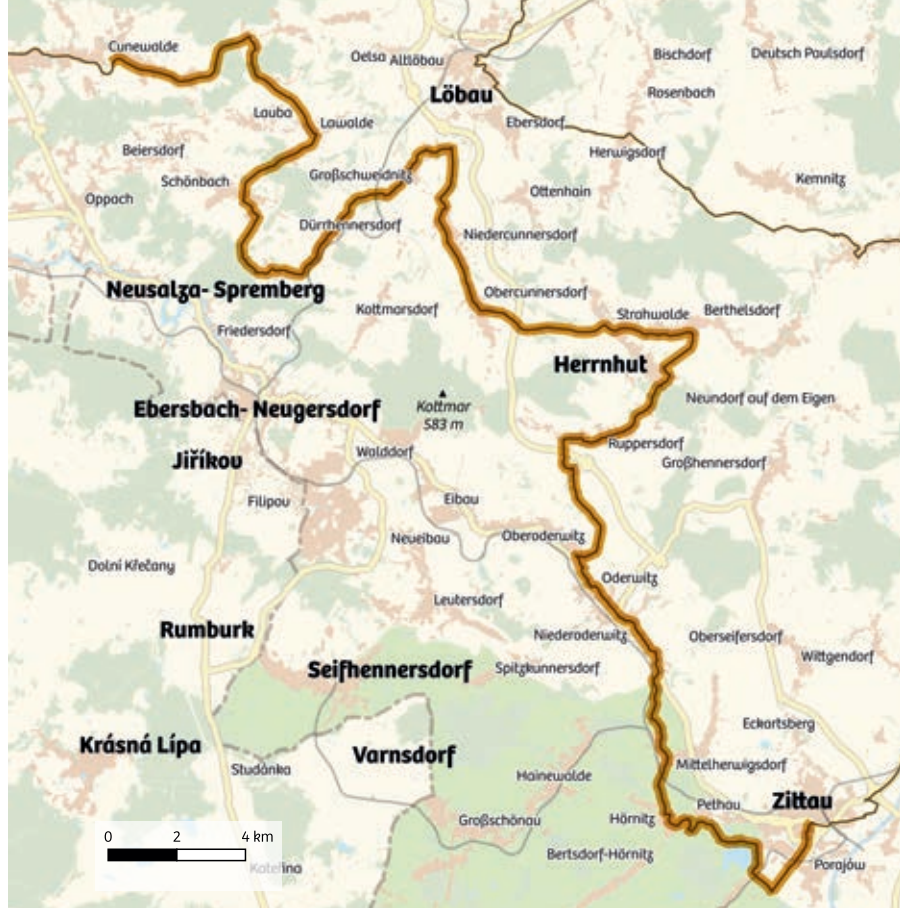 Cunewalde
Oelsa
Altlöbau
Bischdorf
Deutsch Paulsdorf
Löbau
Rosenbach
Lauba
Lawalde
Ebersdorf
Beiersdorf
Herwigsdorf
Schönbach
Großschweidnitz
Kemnitz
Oppach
Ottenhain
Dürrhennersdorf
Niedercunnersdorf
Neusalza- Spremberg
Obercunnersdorf
Kottmarsdorf
Strahwalde
Berthelsdorf
Friedersdorf
Herrnhut
Ebersbach- Neugersdorf
Kottmar
583 m
Neundorf auf dem Eigen
Jiříkov
Walddorf
Ruppersdorf
Großhennersdorf
Filipov
Eibau
Neueibau
Oberoderwitz
Dolní Křečany
Oderwitz
Leutersdorf
Rumburk
Niederoderwitz
Oberseifersdorf
Wittgendorf
Seifhennersdorf
Spitzkunnersdorf
Eckartsberg
Krásná Lípa
Varnsdorf
Studánka
Hainewalde
Mittelherwigsdorf
Pethau
Zittau
Großschönau
Hörnitz
0 2 4 km
Bertsdorf-Hörnitz
Porajów
Kateřina